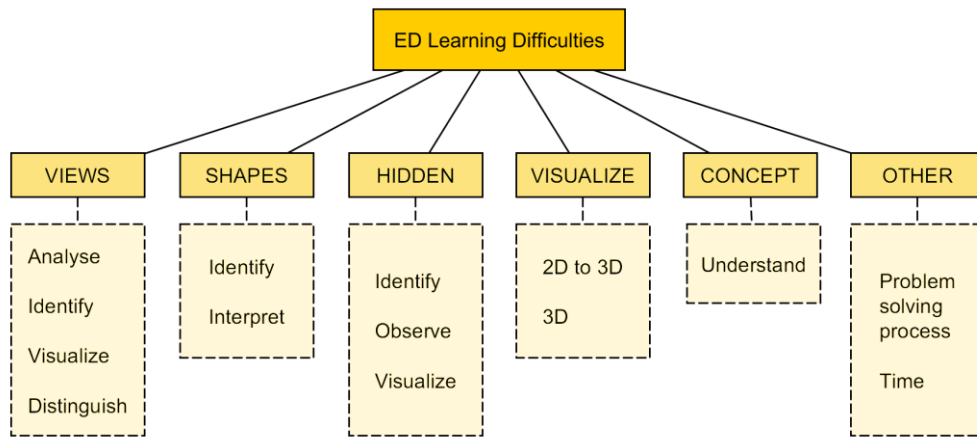 ED Learning Difficulties
VIEWS
SHAPES
HIDDEN
VISUALIZE
CONCEPT
OTHER
Analyse
Identify
Visualize
Distinguish
Identify
Interpret
Identify
Observe
Visualize
2D to 3D
3D
Understand
Problem
solving
process
Time